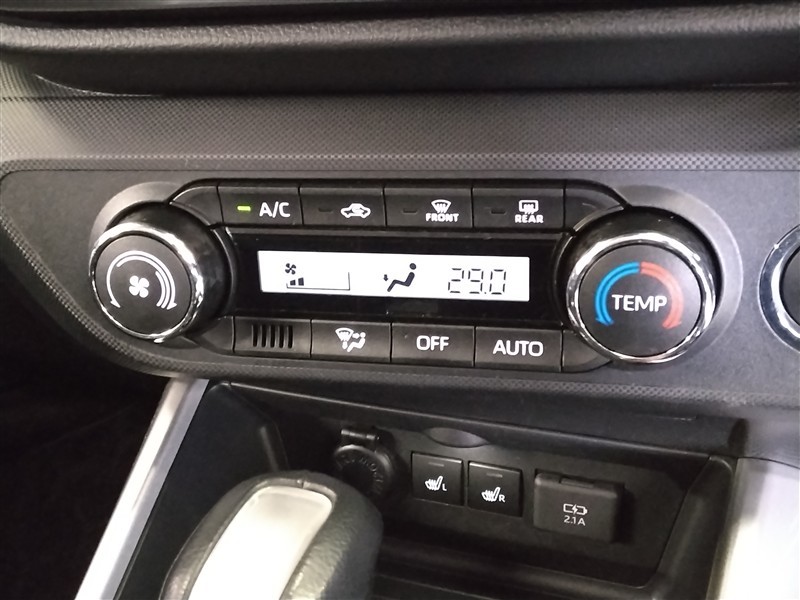 A/C
FRONT
REAR
29.0
TEMP
OFF
AUTO
L
R
2.1A